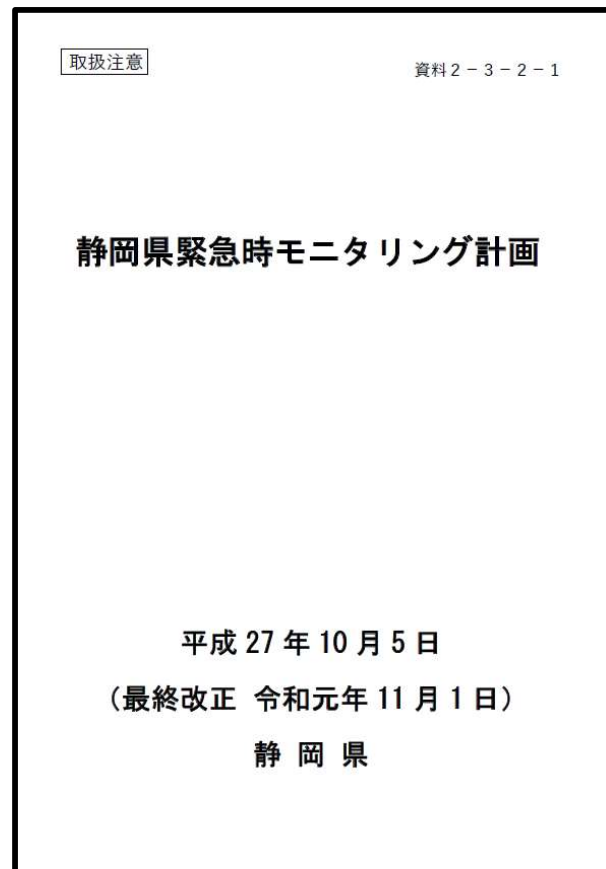 取扱注意
資料２－３－２－１
静岡県緊急時モニタリング計画
平成 27 年 10 月 5 日
（最終改正 令和元年 11 月 1 日）
静 岡 県